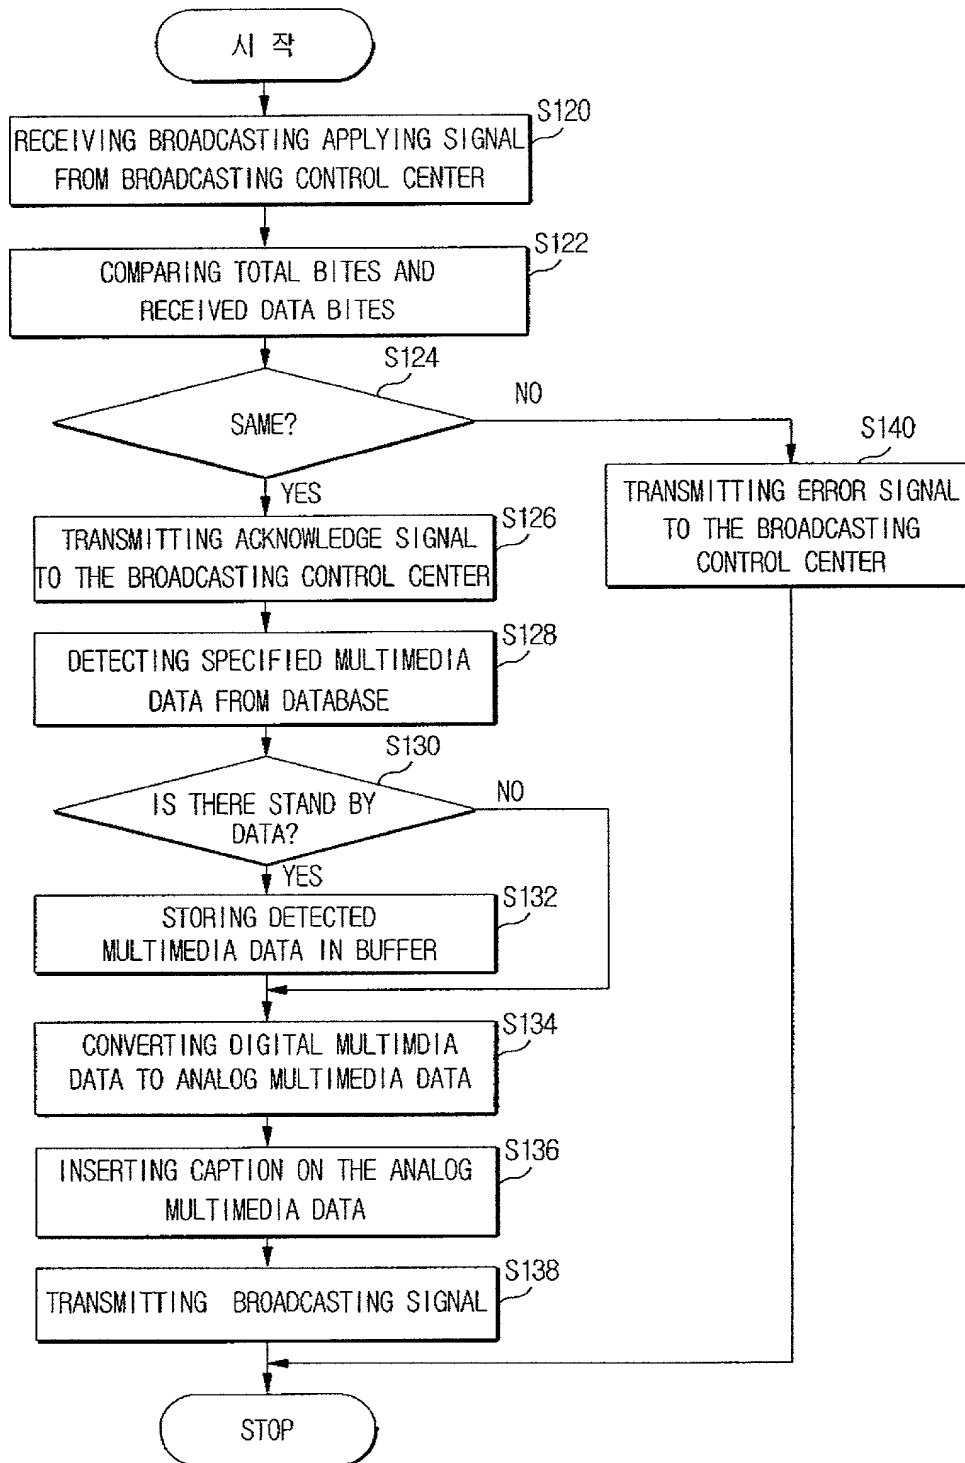 시 작
S120
RECEIVING BROADCASTING APPLYING SIGNAL
FROM BROADCASTING CONTROL CENTER
S122
COMPARING TOTAL BITES AND
RECEIVED DATA BITES
S124
SAME?
NO
YES
S140
TRANSMITTING ERROR SIGNAL
TO THE BROADCASTING
CONTROL CENTER
S126
TRANSMITTING ACKNOWLEDGE SIGNAL
TO THE BROADCASTING CONTROL CENTER
S128
DETECTING SPECIFIED MULTIMEDIA
DATA FROM DATABASE
S130
IS THERE STAND BY
DATA?
NO
YES
S132
STORING DETECTED
MULTIMEDIA DATA IN BUFFER
S134
CONVERTING DIGITAL MULTIMDIA
DATA TO ANALOG MULTIMEDIA DATA
S136
INSERTING CAPTION ON THE ANALOG
MULTIMEDIA DATA
S138
TRANSMITTING BROADCASTING SIGNAL
STOP